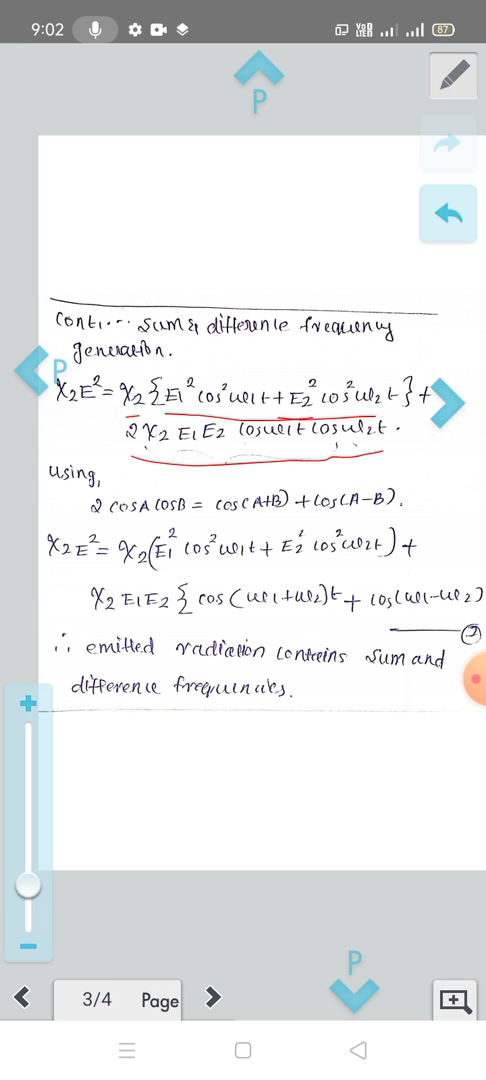 9:02
Vo LTE
87
P
Conti... Sum & difference frequency
generation.
P
χ₂E² = χ₂{E₁² cos²ω₁t + E₂² cos²ω₂t} +
2χ₂ E₁E₂ cosω₁t cosω₂t.
using,
2 cosA cosB = cos(A+B) + cos(A-B).
χ₂E² = χ₂(E₁² cos²ω₁t + E₂² cos²ω₂t) +
χ₂ E₁E₂ { cos(ω₁+ω₂)t + cos(ω₁-ω₂)
∴ emitted radiation contains sum and
difference frequencies.
P
3/4 Page